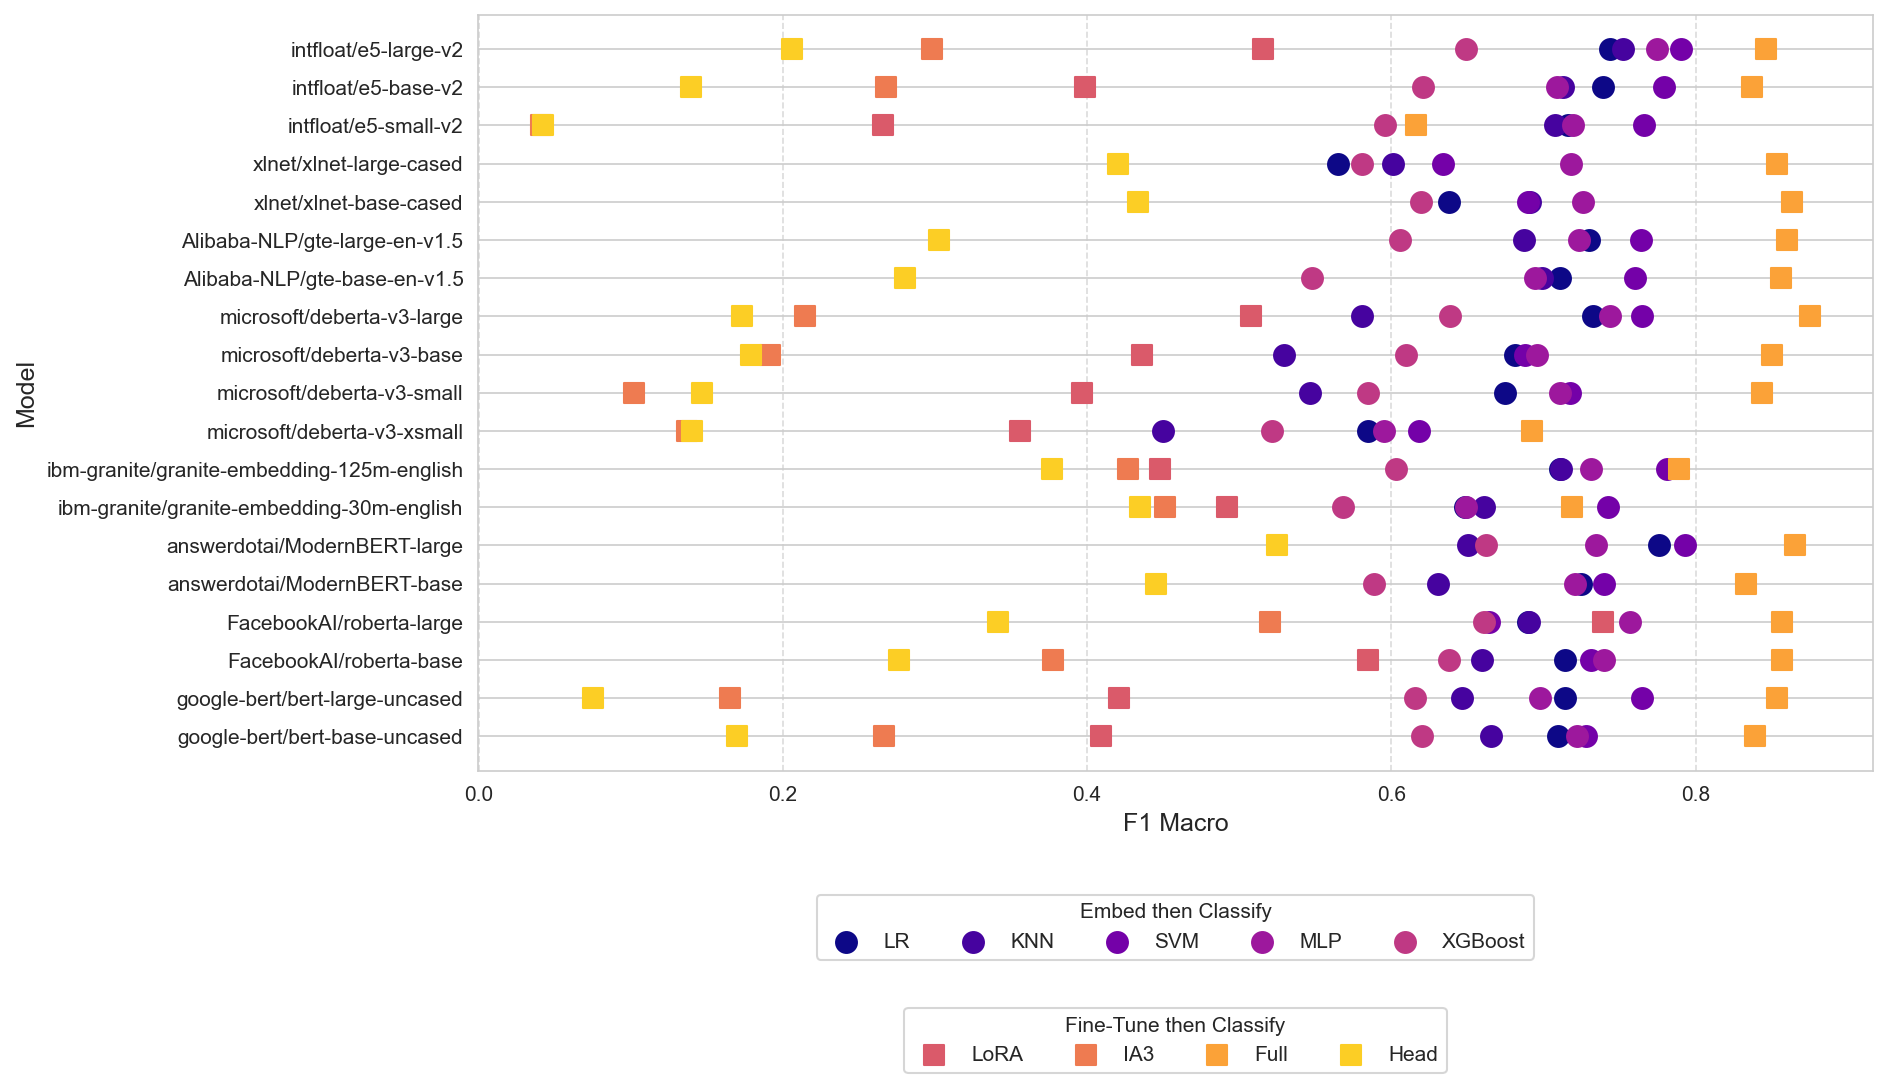 Model
intfloat/e5-large-v2
intfloat/e5-base-v2
intfloat/e5-small-v2
xlnet/xlnet-large-cased
xlnet/xlnet-base-cased
Alibaba-NLP/gte-large-en-v1.5
Alibaba-NLP/gte-base-en-v1.5
microsoft/deberta-v3-large
microsoft/deberta-v3-base
microsoft/deberta-v3-small
microsoft/deberta-v3-xsmall
ibm-granite/granite-embedding-125m-english
ibm-granite/granite-embedding-30m-english
answerdotai/ModernBERT-large
answerdotai/ModernBERT-base
FacebookAI/roberta-large
FacebookAI/roberta-base
google-bert/bert-large-uncased
google-bert/bert-base-uncased
0.0 0.2 0.4 0.6 0.8
F1 Macro
Embed then Classify
LR KNN SVM MLP XGBoost
Fine-Tune then Classify
LoRA IA3 Full Head